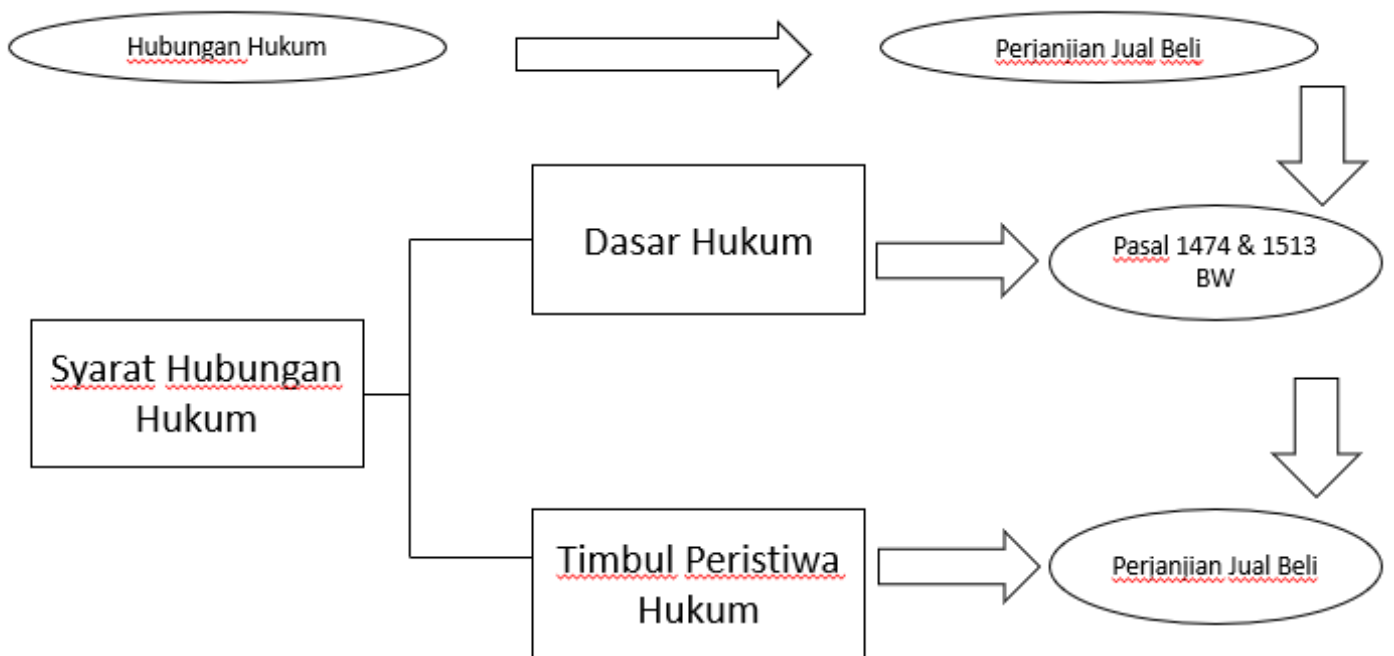 Hubungan Hukum
Perjanjian Jual Beli
Dasar Hukum
Pasal 1474 & 1513
BW
Syarat Hubungan
Hukum
Timbul Peristiwa
Hukum
Perjanjian Jual Beli